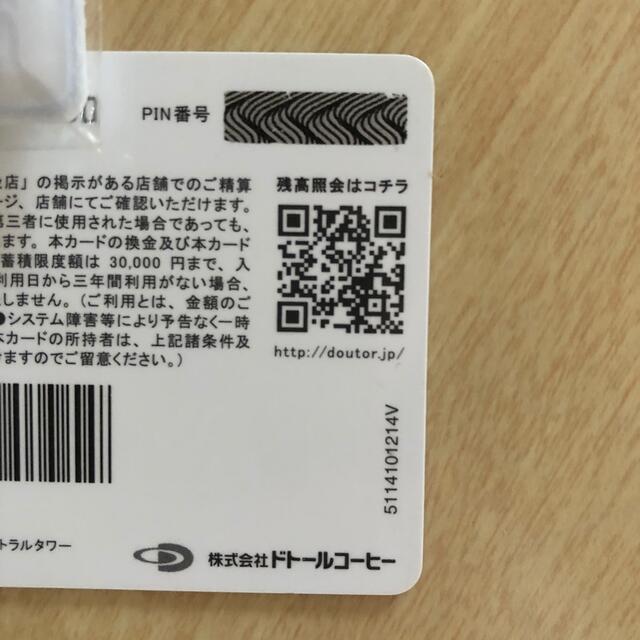 PIN番号
店」の掲示がある店舗でのご精算
ージ、店舗にてご確認いただけます。
第三者に使用された場合であっても、
ます。本カードの換金及び本カード
蓄積限度額は 30,000 円まで、入
利用日から三年間利用がない場合、
しません。(ご利用とは、金額のご
●システム障害等により予告なく一時
本カードの所持者は、上記諸条件及
けますのでご留意ください。)
残高照会はコチラ
http://doutor.jp/
5114101214V
トラルタワー
株式会社ドトールコーヒー